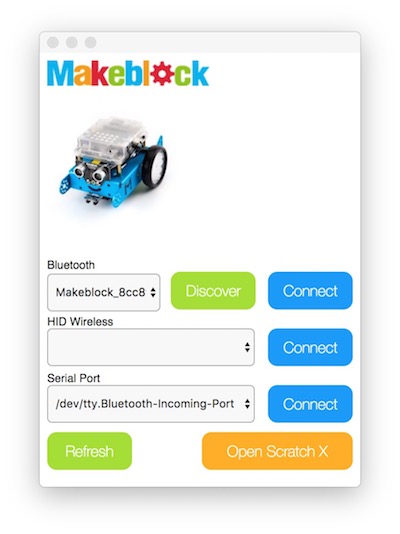 Makeblock
Bluetooth
Makeblock_8cc8 Discover Connect
HID Wireless
Connect
Serial Port
/dev/tty.Bluetooth-Incoming-Port Connect
Refresh Open Scratch X